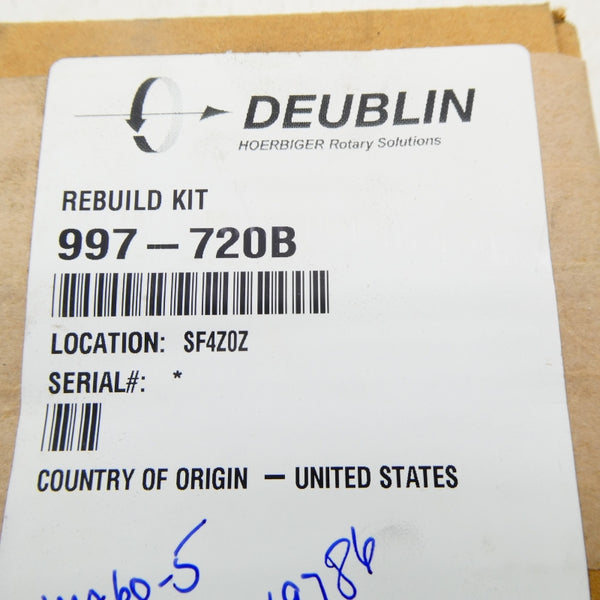 DEUBLIN
HOERBIGER Rotary Solutions
REBUILD KIT
997-720B
LOCATION: SF4Z0Z
SERIAL#: *
COUNTRY OF ORIGIN - UNITED STATES